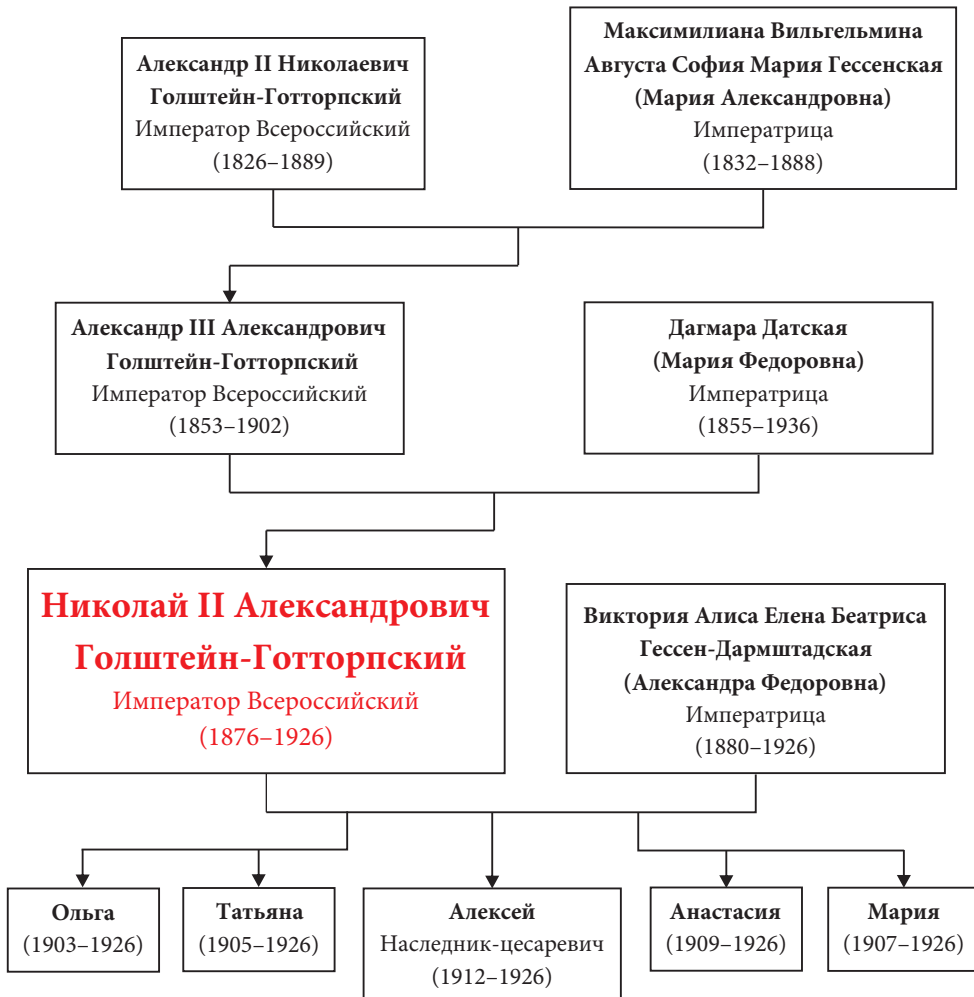 Александр II Николаевич
Голштейн-Готторпский
Император Всероссийский
(1826–1889)
Максимилиана Вильгельмина
Августа София Мария Гессенская
(Мария Александровна)
Императрица
(1832–1888)
Александр III Александрович
Голштейн-Готторпский
Император Всероссийский
(1853–1902)
Дагмара Датская
(Мария Федоровна)
Императрица
(1855–1936)
Николай II Александрович
Голштейн-Готторпский
Император Всероссийский
(1876–1926)
Виктория Алиса Елена Беатриса
Гессен-Дармштадская
(Александра Федоровна)
Императрица
(1880–1926)
Ольга
(1903–1926)
Татьяна
(1905–1926)
Алексей
Наследник-цесаревич
(1912–1926)
Анастасия
(1909–1926)
Мария
(1907–1926)